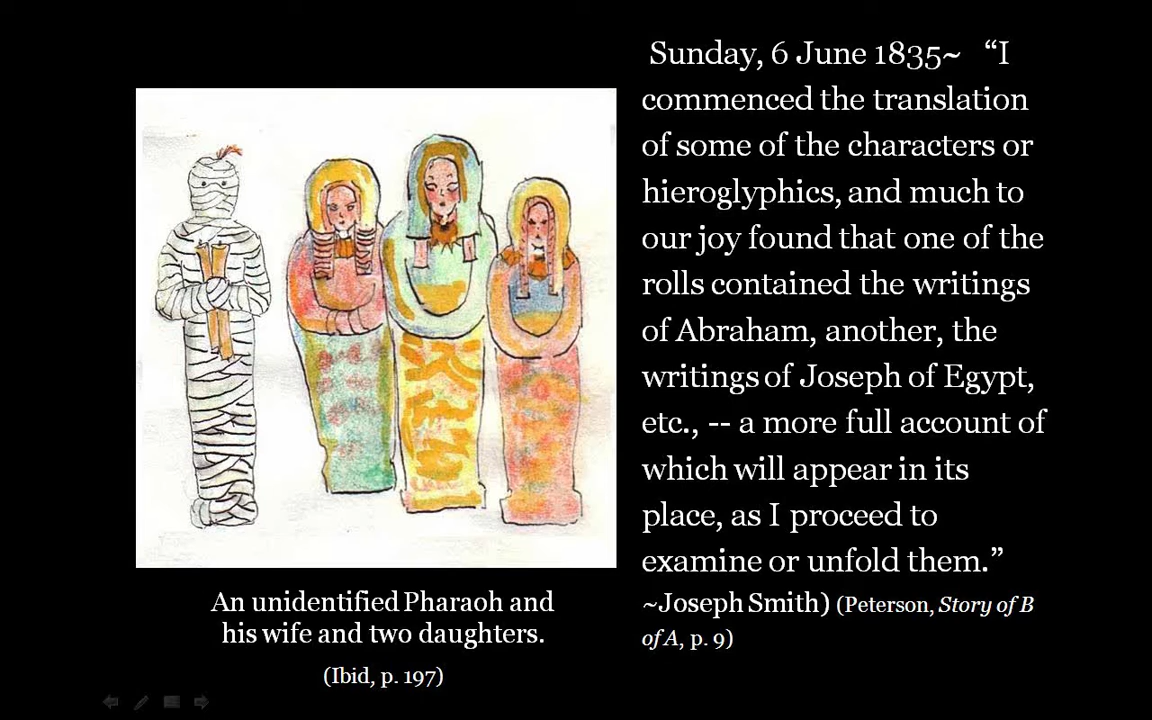 Sunday, 6 June 1835~ “I
commenced the translation
of some of the characters or
hieroglyphics, and much to
our joy found that one of the
rolls contained the writings
of Abraham, another, the
writings of Joseph of Egypt,
etc., -- a more full account of
which will appear in its
place, as I proceed to
examine or unfold them.”
~Joseph Smith) (Peterson, Story of B
of A, p. 9)
An unidentified Pharaoh and
his wife and two daughters.
(Ibid, p. 197)